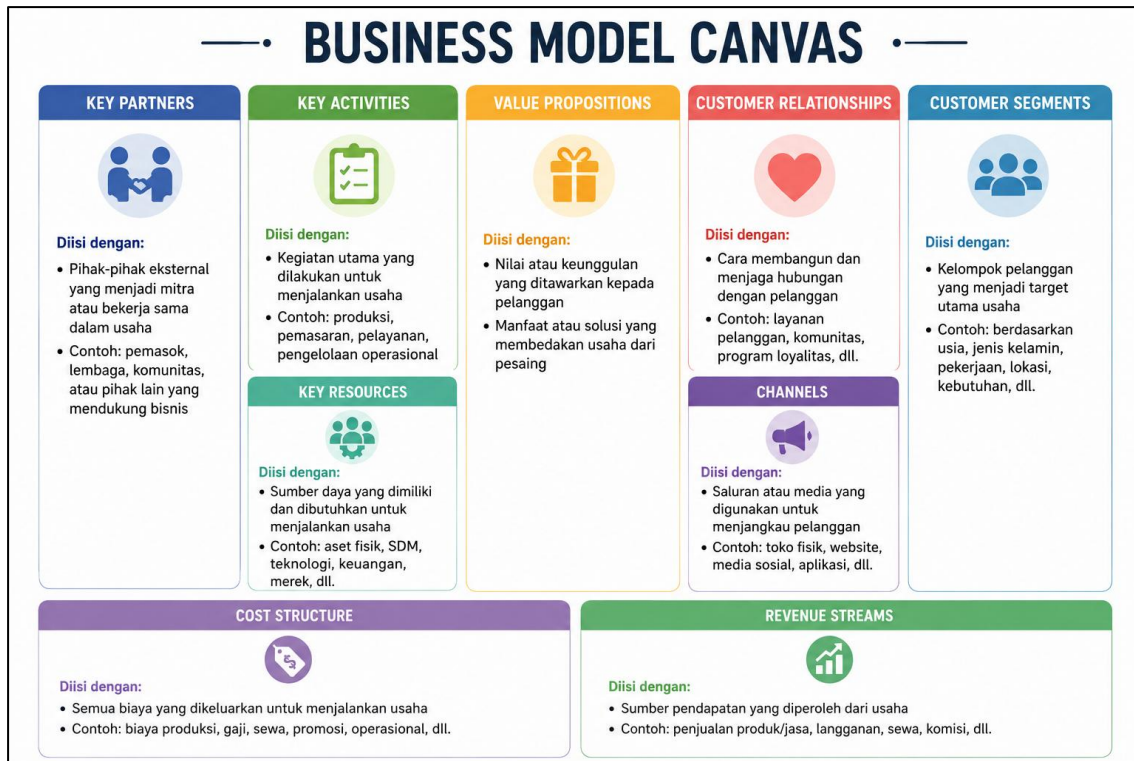 BUSINESS MODEL CANVAS
KEY PARTNERS
Diisi dengan:
• Pihak-pihak eksternal
yang menjadi mitra
atau bekerja sama
dalam usaha
• Contoh: pemasok,
lembaga, komunitas,
atau pihak lain yang
mendukung bisnis
KEY ACTIVITIES
Diisi dengan:
• Kegiatan utama yang
dilakukan untuk
menjalankan usaha
• Contoh: produksi,
pemasaran, pelayanan,
pengelolaan operasional
KEY RESOURCES
Diisi dengan:
• Sumber daya yang dimiliki
dan dibutuhkan untuk
menjalankan usaha
• Contoh: aset fisik, SDM,
teknologi, keuangan,
merek, dll.
VALUE PROPOSITIONS
Diisi dengan:
• Nilai atau keunggulan
yang ditawarkan kepada
pelanggan
• Manfaat atau solusi yang
membedakan usaha dari
pesaing
CUSTOMER RELATIONSHIPS
Diisi dengan:
• Cara membangun dan
menjaga hubungan
dengan pelanggan
• Contoh: layanan
pelanggan, komunitas,
program loyalitas, dll.
CHANNELS
Diisi dengan:
• Saluran atau media yang
digunakan untuk
menjangkau pelanggan
• Contoh: toko fisik, website,
media sosial, aplikasi, dll.
CUSTOMER SEGMENTS
Diisi dengan:
• Kelompok pelanggan
yang menjadi target
utama usaha
• Contoh: berdasarkan
usia, jenis kelamin,
pekerjaan, lokasi,
kebutuhan, dll.
COST STRUCTURE
Diisi dengan:
• Semua biaya yang dikeluarkan untuk menjalankan usaha
• Contoh: biaya produksi, gaji, sewa, promosi, operasional, dll.
REVENUE STREAMS
Diisi dengan:
• Sumber pendapatan yang diperoleh dari usaha
• Contoh: penjualan produk/jasa, langganan, sewa, komisi, dll.